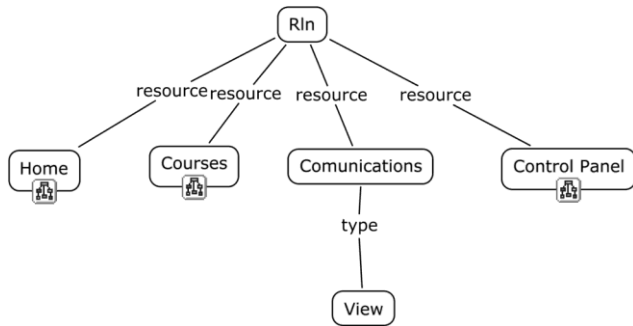 Rln
resource
resource
resource
resource
Home
Courses
Comunications
Control Panel
type
View